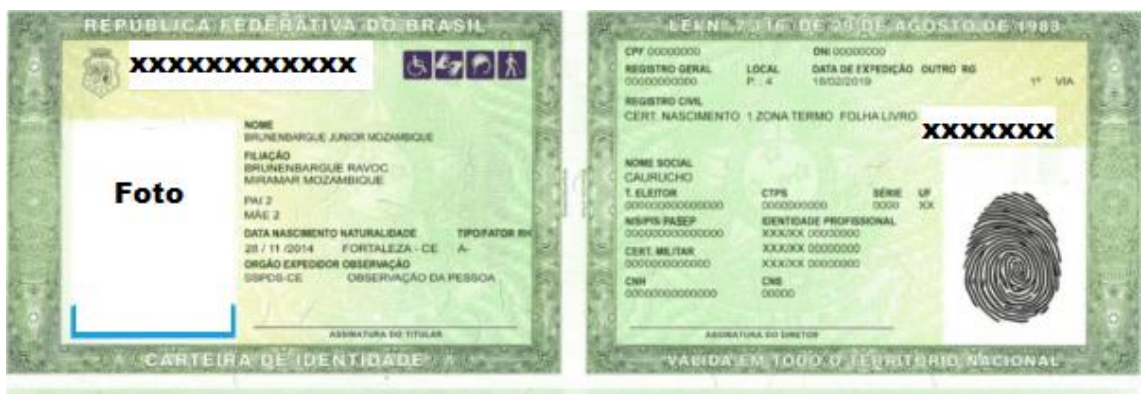 REPÚBLICA FEDERATIVA DO BRASIL
XXXXXXXXXXXX
Foto
NOME
BRUNENBARGUE JUNIOR MOZAMBIQUE
FILIAÇÃO
BRUNENBARGUE RAVOC
MIRAMAR MOZAMBIQUE
PAI 2
MÃE 2
DATA NASCIMENTO NATURALIDADE TIPO/FATOR RH
28 / 11 /2014 FORTALEZA - CE A-
ORGÃO EXPEDIDOR OBSERVAÇÃO
SSPDS-CE OBSERVAÇÃO DA PESSOA
ASSINATURA DO TITULAR
CARTEIRA DE IDENTIDADE
LEI Nº 7.116 DE 29 DE AGOSTO DE 1983
CPF 00000000 DNI 00000000
REGISTRO GERAL LOCAL DATA DE EXPEDIÇÃO OUTRO RG
00000000000 P. : 4 18/02/2019 1ª VIA
REGISTRO CIVIL
CERT. NASCIMENTO 1 ZONA TERMO FOLHA LIVRO
XXXXXXX
NOME SOCIAL
CAURUCHO
T. ELEITOR CTPS SÉRIE UF
00000000000000 0000000000 0000 XX
NIS/PIS/PASEP IDENTIDADE PROFISSIONAL
00000000000000 XXX/XX 00000000
CERT. MILITAR XXX/XX 00000000
0000000000000 XXX/XX 00000000
CNH CNS
00000000000000 00000
ASSINATURA DO DIRETOR
VALIDA EM TODO O TERRITÓRIO NACIONAL